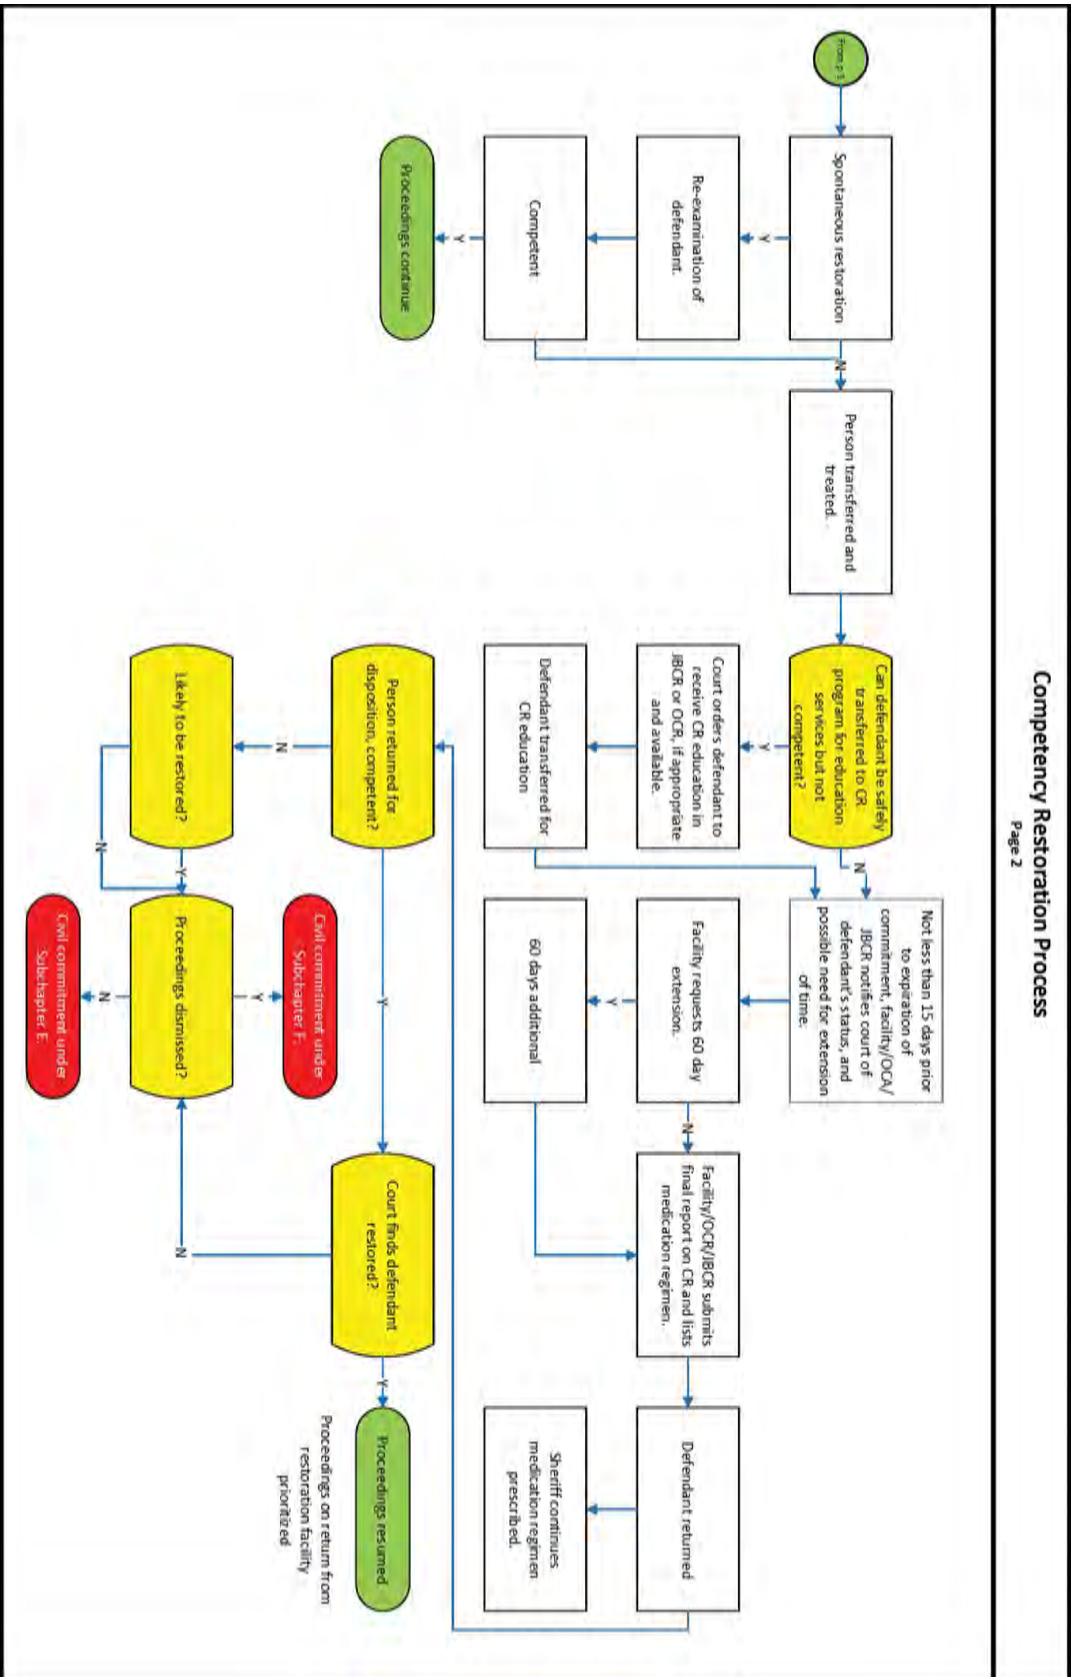 Competency Restoration Process
Page 2
From p 1
Spontaneous restoration
N
Person transferred and
treated.
Can defendant be safely
transferred to CR
program for education
services but not
competent?
N
Not less than 15 days prior
to expiration of
commitment, facility/OCA/
JBCR notifies court of
defendant's status, and
possible need for extension
of time.
Y
Re-examination of
defendant.
Y
Court orders defendant to
receive CR education in
JBCR or OCR, if appropriate
and available.
Facility requests 60 day
extension.
N
Facility/OCR/JBCR submits
final report on CR and lists
medication regimen.
Defendant returned
Competent
Defendant transferred for
CR education
Y
60 days additional
Sheriff continues
medication regimen
prescribed.
Y
Proceedings continue
Person returned for
disposition, competent?
Y
Court finds defendant
restored?
Y
Proceedings resumed
Proceedings on return from
restoration facility
prioritized
N
Civil commitment under
Subchapter F.
Y
Likely to be restored?
Y
N
Proceedings dismissed?
N
N
Civil commitment under
Subchapter E.